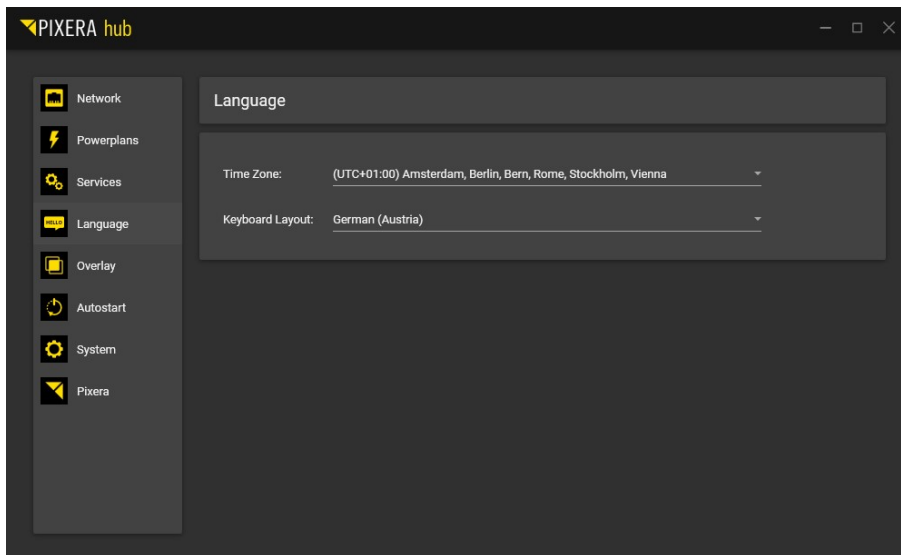 PIXERA hub
Network
Powerplans
Services
HELLO
Language
Overlay
Autostart
System
Pixera
Language
Time Zone: (UTC+01:00) Amsterdam, Berlin, Bern, Rome, Stockholm, Vienna
Keyboard Layout: German (Austria)